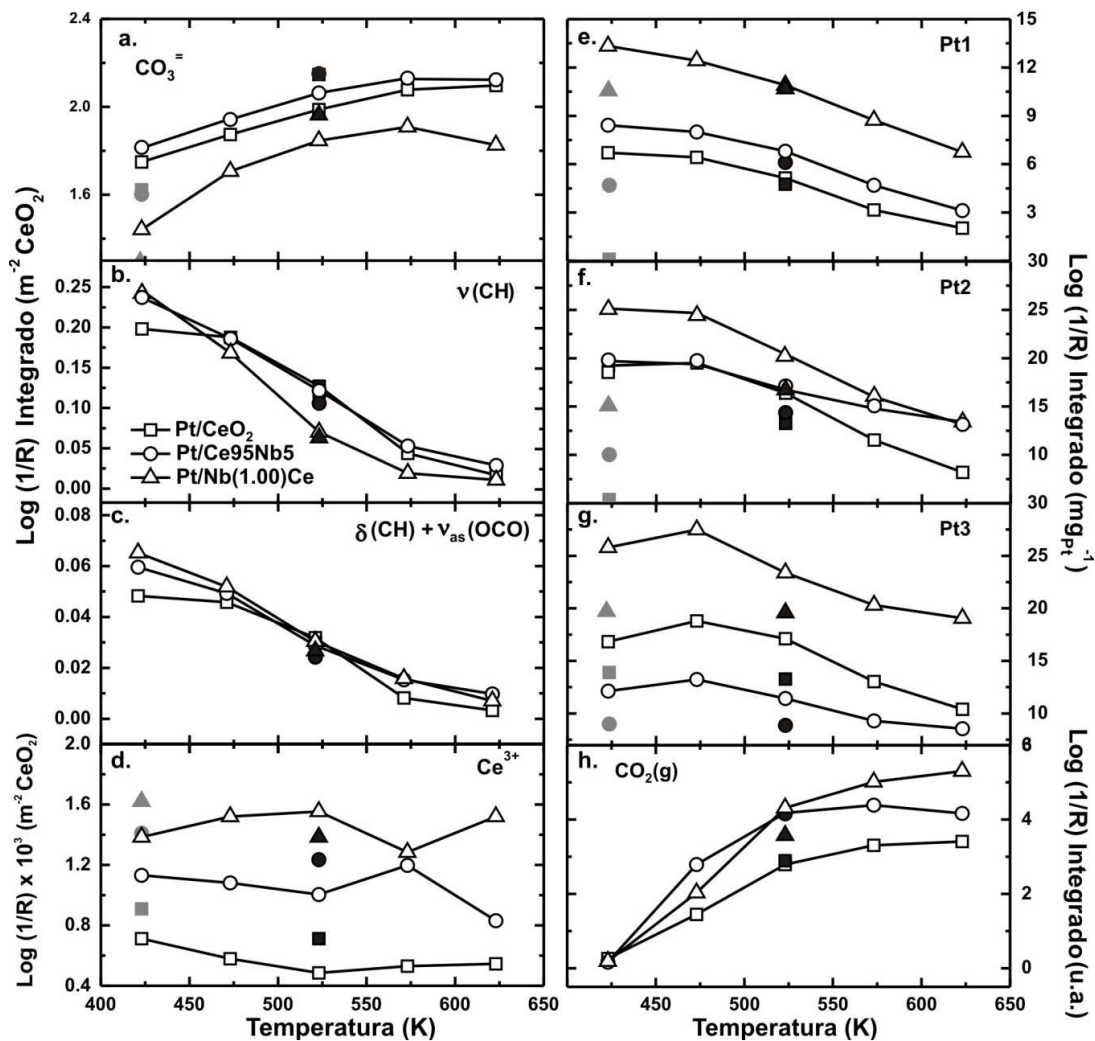 a.
CO₃⁼
2.4
2.0
1.6
b.
ν(CH)
0.25
0.20
0.15
0.10
0.05
0.00
Pt/CeO₂
Pt/Ce95Nb5
Pt/Nb(1.00)Ce
c.
δ(CH) + νas(OCO)
0.08
0.06
0.04
0.02
0.00
d.
Ce³⁺
2.0
1.6
1.2
0.8
0.4
400 450 500 550 600 650
Temperatura (K)
Log (1/R) Integrado (m⁻² CeO₂)
Log (1/R) x 10³ (m⁻² CeO₂)
e.
Pt1
15
12
9
6
3
f.
Pt2
30
25
20
15
10
g.
Pt3
30
25
20
15
10
h.
CO₂(g)
6
4
2
0
450 500 550 600 650
Temperatura (K)
Log (1/R) Integrado (mg Pt⁻¹)
Log (1/R) Integrado (u.a.)